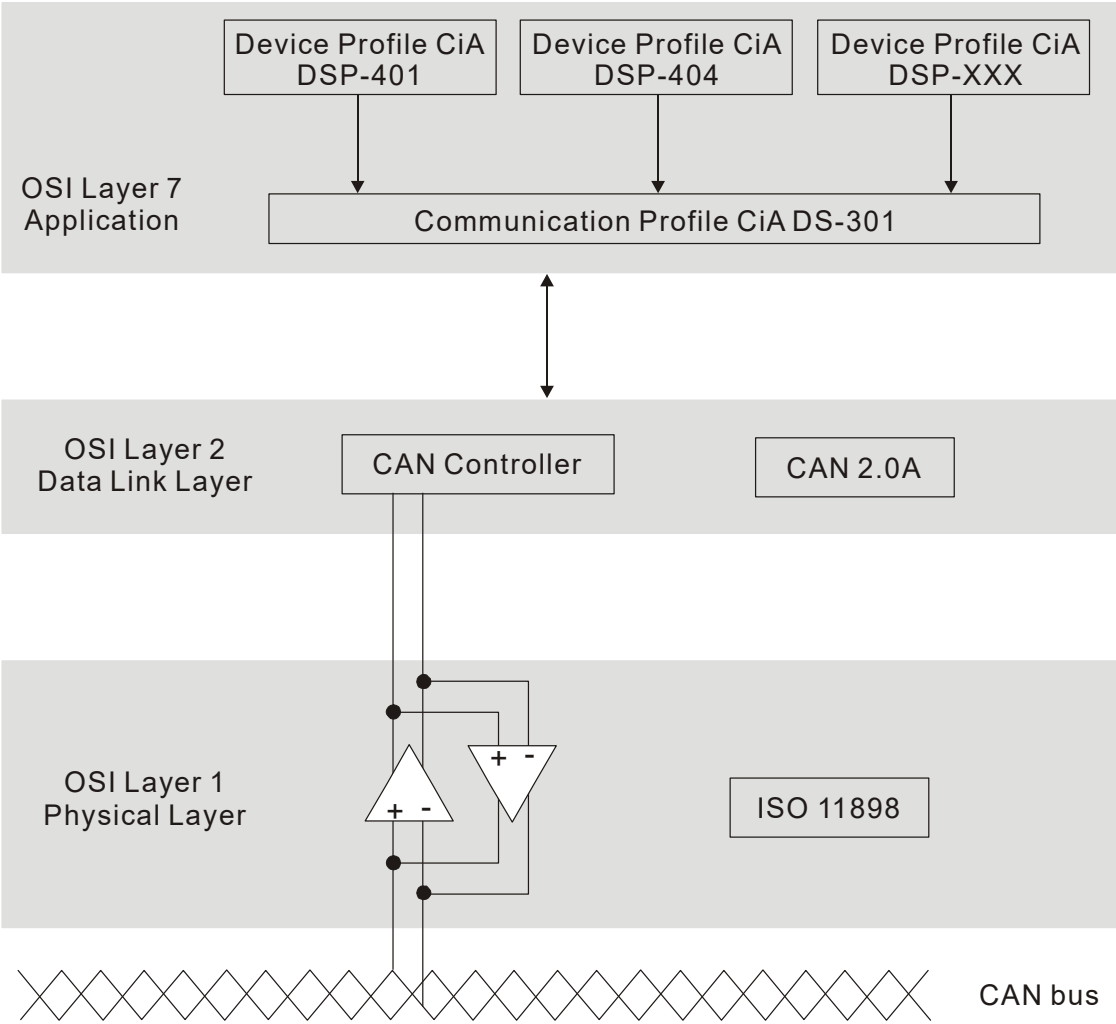 Device Profile CiA
DSP-401
Device Profile CiA
DSP-404
Device Profile CiA
DSP-XXX
OSI Layer 7
Application
Communication Profile CiA DS-301
OSI Layer 2
Data Link Layer
CAN Controller
CAN 2.0A
+ -
OSI Layer 1
Physical Layer
+ -
ISO 11898
CAN bus